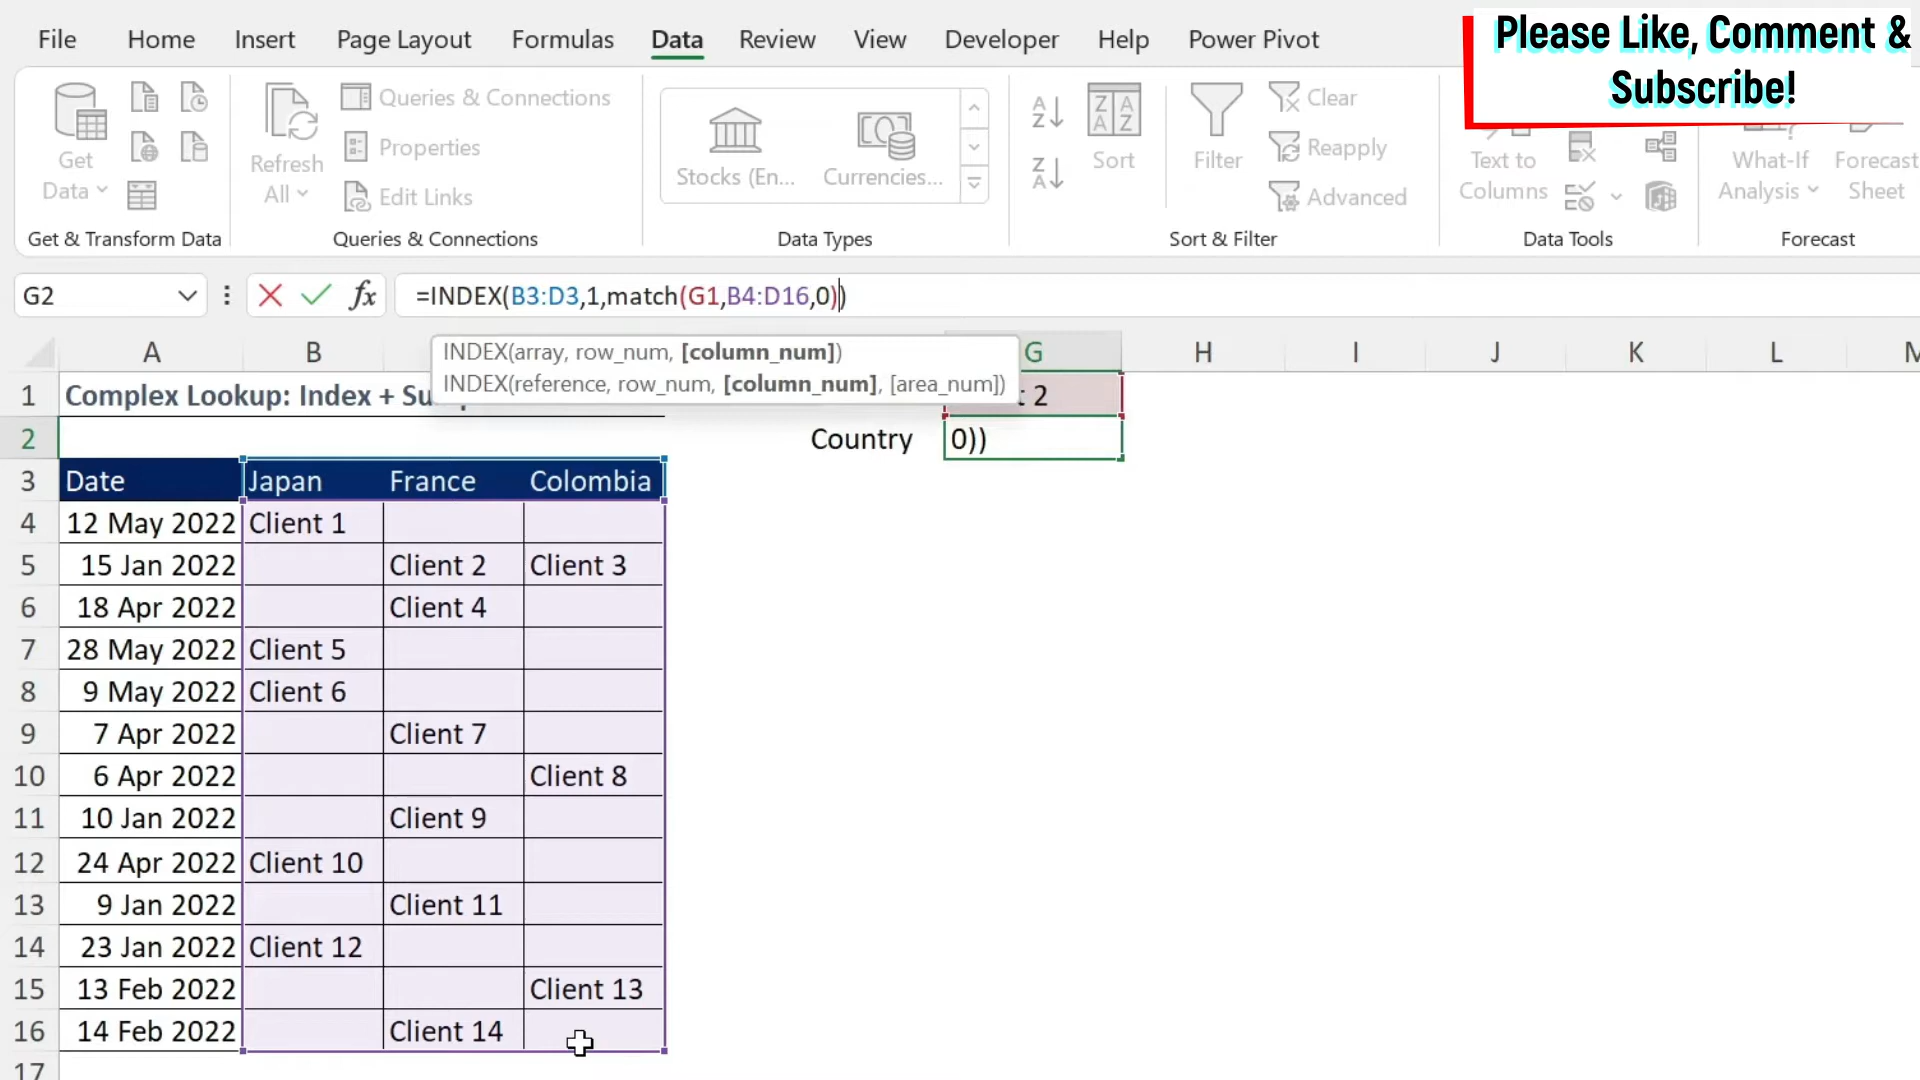 File Home Insert Page Layout Formulas Data Review View Developer Help Power Pivot
Please Like, Comment &
Subscribe!
Get
Data
Refresh
All
Queries & Connections
Properties
Edit Links
Stocks (En... Currencies...
Sort
Filter
Clear
Reapply
Advanced
Text to
Columns
What-If
Analysis
Forecast
Sheet
Get & Transform Data Queries & Connections Data Types Sort & Filter Data Tools Forecast
G2 fx =INDEX(B3:D3,1,match(G1,B4:D16,0))
INDEX(array, row_num, [column_num])
INDEX(reference, row_num, [column_num], [area_num])
A B G H I J K L M
1 Complex Lookup: Index + Su 2
2 Country 0))
3 Date Japan France Colombia
4 12 May 2022 Client 1
5 15 Jan 2022 Client 2 Client 3
6 18 Apr 2022 Client 4
7 28 May 2022 Client 5
8 9 May 2022 Client 6
9 7 Apr 2022 Client 7
10 6 Apr 2022 Client 8
11 10 Jan 2022 Client 9
12 24 Apr 2022 Client 10
13 9 Jan 2022 Client 11
14 23 Jan 2022 Client 12
15 13 Feb 2022 Client 13
16 14 Feb 2022 Client 14
17